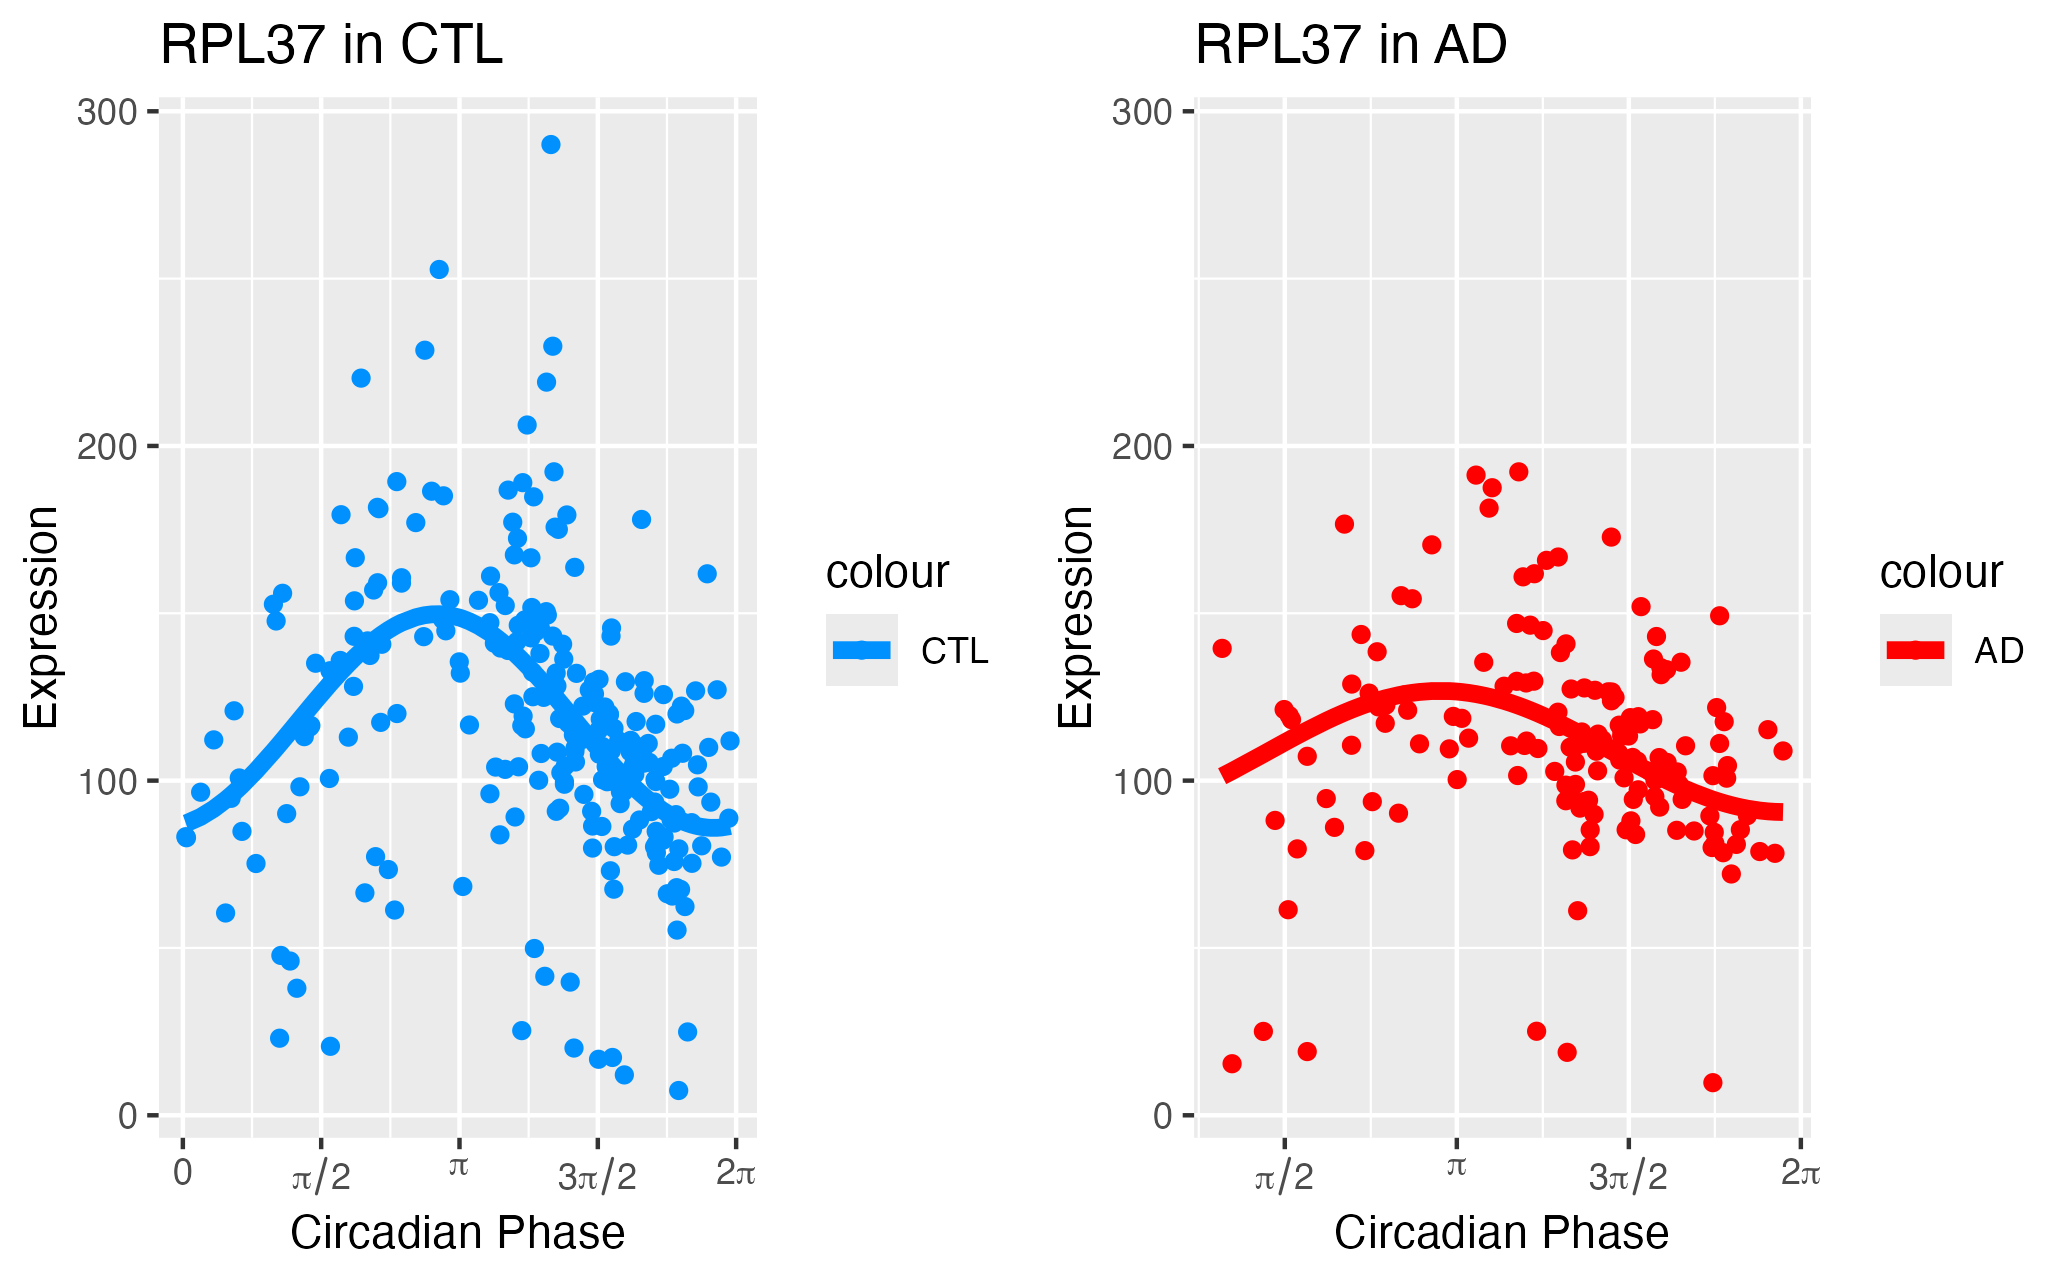 RPL37 in CTL
300
200
100
0
Expression
0
π/2
π
3π/2
2π
Circadian Phase
colour
CTL
RPL37 in AD
300
200
100
0
Expression
π/2
π
3π/2
2π
Circadian Phase
colour
AD